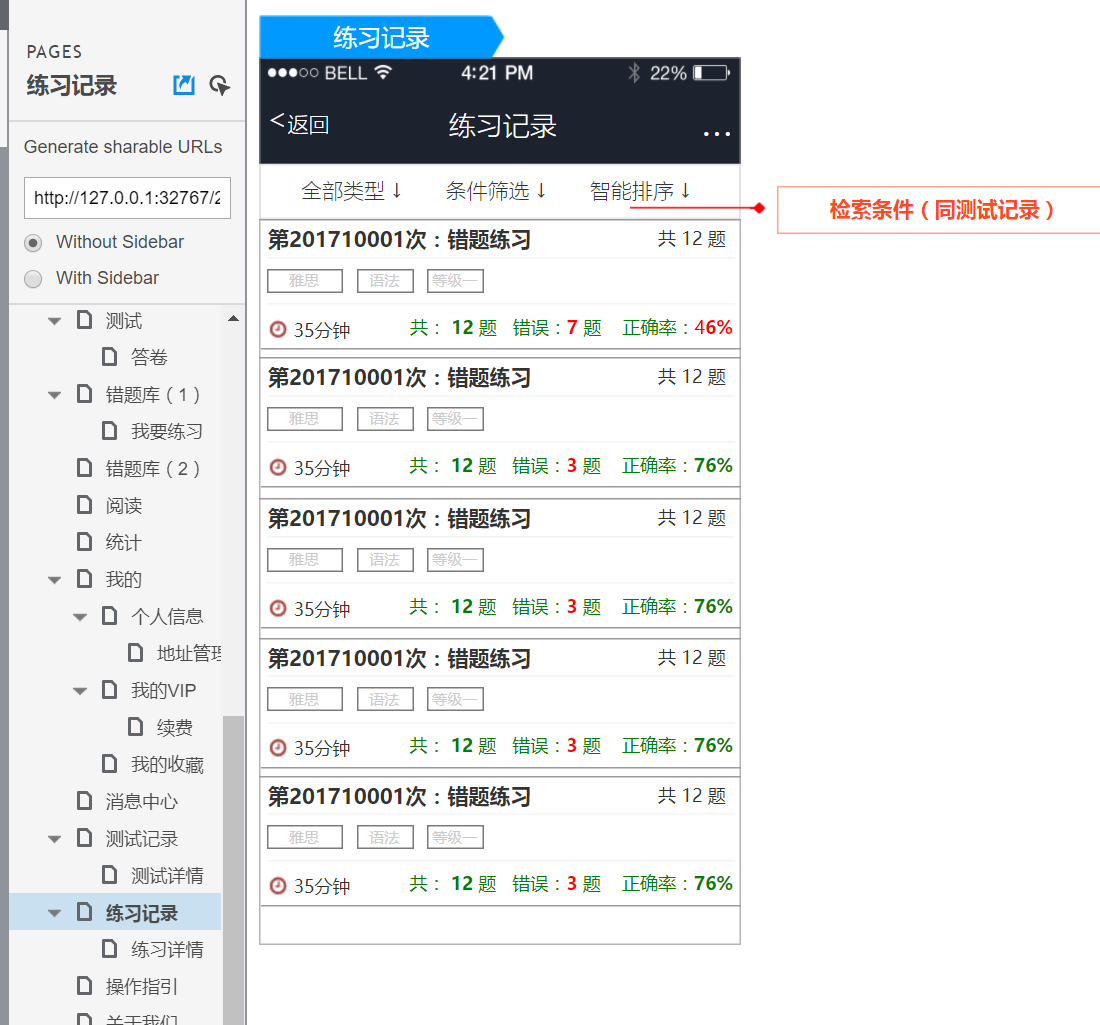 PAGES
练习记录
Generate sharable URLs
http://127.0.0.1:32767/2
Without Sidebar
With Sidebar
测试
答卷
错题库（1）
我要练习
错题库（2）
阅读
统计
我的
个人信息
地址管理
我的VIP
续费
我的收藏
消息中心
测试记录
测试详情
练习记录
练习详情
操作指引
关于我们
练习记录
BELL 4:21 PM 22%
<返回 练习记录 ...
全部类型↓ 条件筛选↓ 智能排序↓
检索条件（同测试记录）
第201710001次：错题练习 共 12 题
雅思 语法 等级一
35分钟 共： 12 题 错误：7 题 正确率：46%
第201710001次：错题练习 共 12 题
雅思 语法 等级一
35分钟 共： 12 题 错误：3 题 正确率：76%
第201710001次：错题练习 共 12 题
雅思 语法 等级一
35分钟 共： 12 题 错误：3 题 正确率：76%
第201710001次：错题练习 共 12 题
雅思 语法 等级一
35分钟 共： 12 题 错误：3 题 正确率：76%
第201710001次：错题练习 共 12 题
雅思 语法 等级一
35分钟 共： 12 题 错误：3 题 正确率：76%